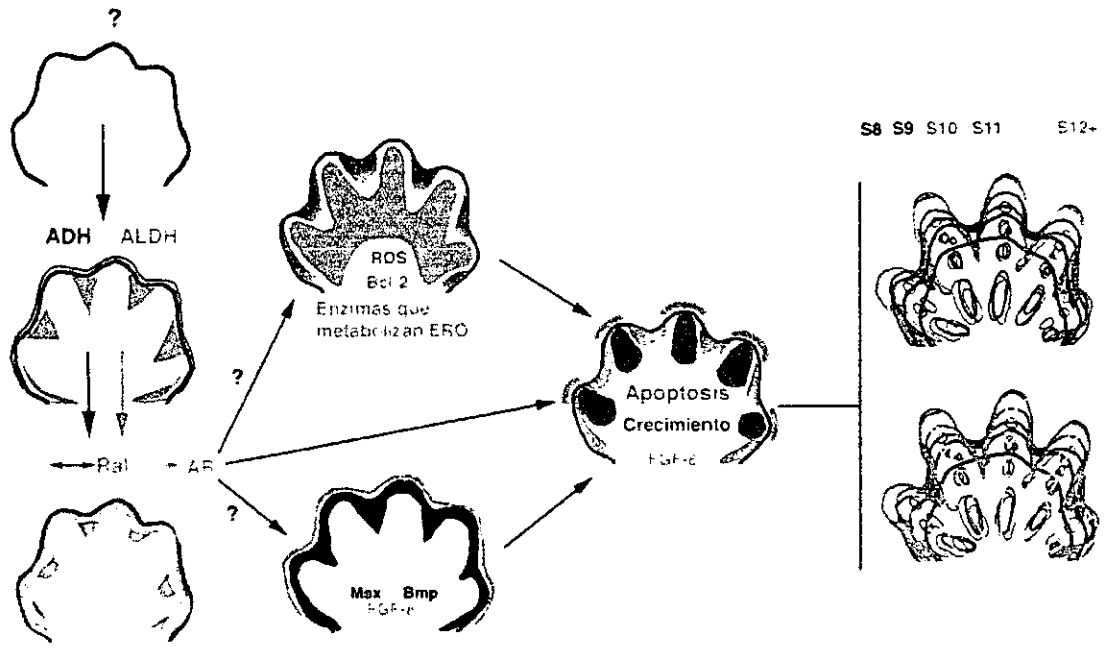 ?
S8 S9 S10 S11 S12+
ADH ALDH
ROS
Bcl 2
Enzimas que
metabolizan ERO
?
Apoptosis
Crecimiento
Ral AR
?
Msx Bmp